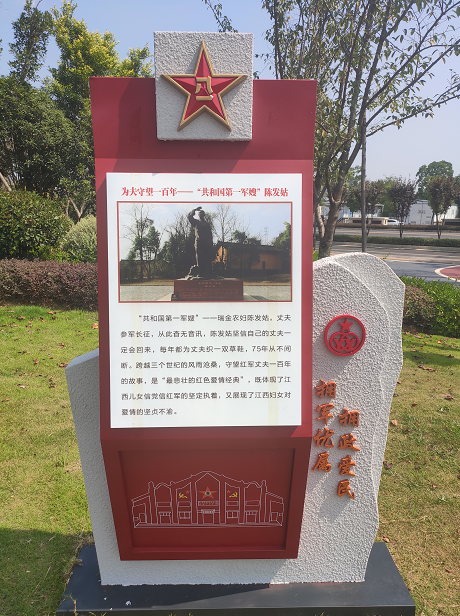 八一
为夫守望一百年——“共和国第一军嫂”陈发姑
“共和国第一军嫂”——瑞金农妇陈发姑，丈夫
参军长征，从此杳无音讯，陈发姑坚信自己的丈夫一
定会回来，每年都为丈夫织一双草鞋，75年从不间
断。跨越三个世纪的风雨沧桑，守望红军丈夫一百年
的故事，是“最悲壮的红色爱情经典”，既体现了江
西儿女信党信红军的坚定执着，又展现了江西妇女对
爱情的坚贞不渝。
拥军优属
拥政爱民